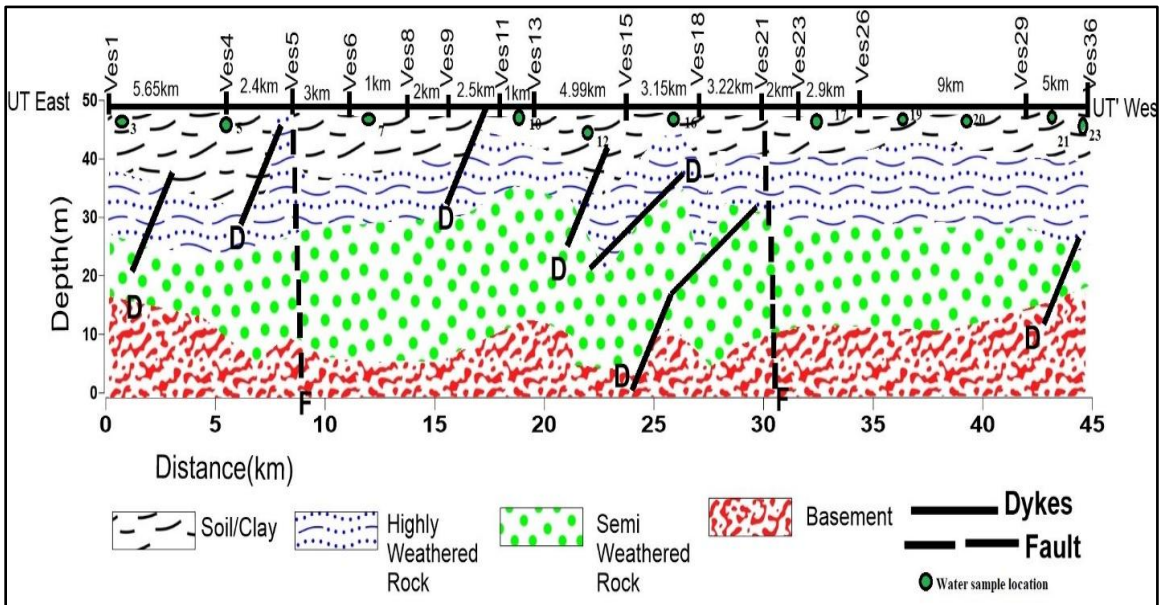 Ves1
Ves4
Ves5
Ves6
Ves8
Ves9
Ves11
Ves13
Ves15
Ves18
Ves21
Ves23
Ves26
Ves29
Ves36
5.65km
2.4km
3km
1km
2km
2.5km
1km
4.99km
3.15km
3.22km
2km
2.9km
9km
5km
UT East
UT' Wes
50
40
30
20
10
0
Depth(m)
3
5
7
10
12
16
17
19
20
21
23
D
D
D
D
D
D
D
D
F
F
0
5
10
15
20
25
30
35
40
45
Distance(km)
Soil/Clay
Highly
Weathered
Rock
Semi
Weathered
Rock
Basement
Dykes
Fault
Water sample location